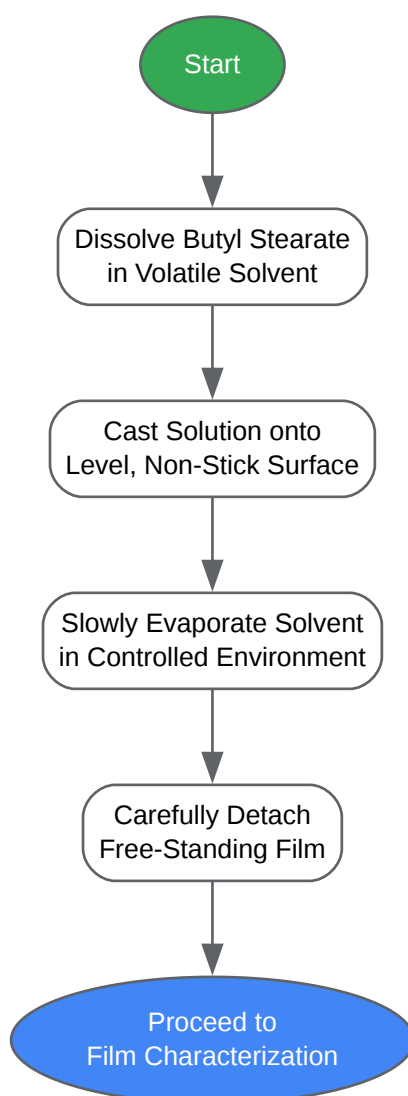 Start
Dissolve Butyl Stearate
in Volatile Solvent
Cast Solution onto
Level, Non-Stick Surface
Slowly Evaporate Solvent
in Controlled Environment
Carefully Detach
Free-Standing Film
Proceed to
Film Characterization